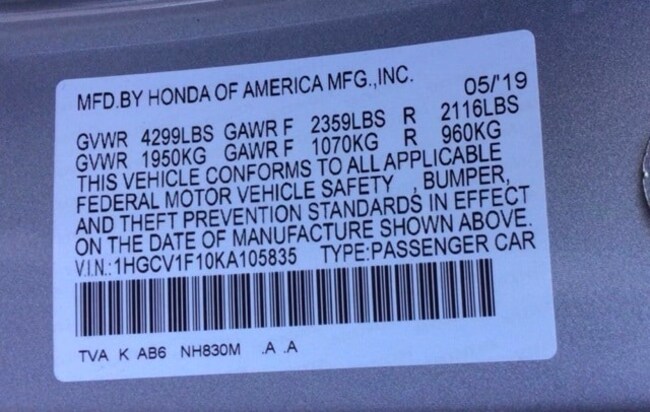 MFD.BY HONDA OF AMERICA MFG.,INC. 05/'19
GVWR 4299LBS GAWR F 2359LBS R 2116LBS
GVWR 1950KG GAWR F 1070KG R 960KG
THIS VEHICLE CONFORMS TO ALL APPLICABLE
FEDERAL MOTOR VEHICLE SAFETY , BUMPER,
AND THEFT PREVENTION STANDARDS IN EFFECT
ON THE DATE OF MANUFACTURE SHOWN ABOVE.
V.I.N.:1HGCV1F10KA105835 TYPE:PASSENGER CAR
TVA K AB6 NH830M .A .A